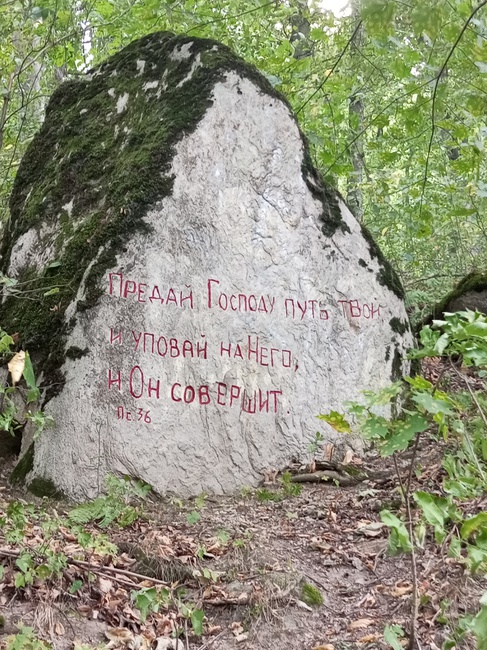 Предай Господу путь твой
и уповай на Него,
и Он совершит.
Пс 36